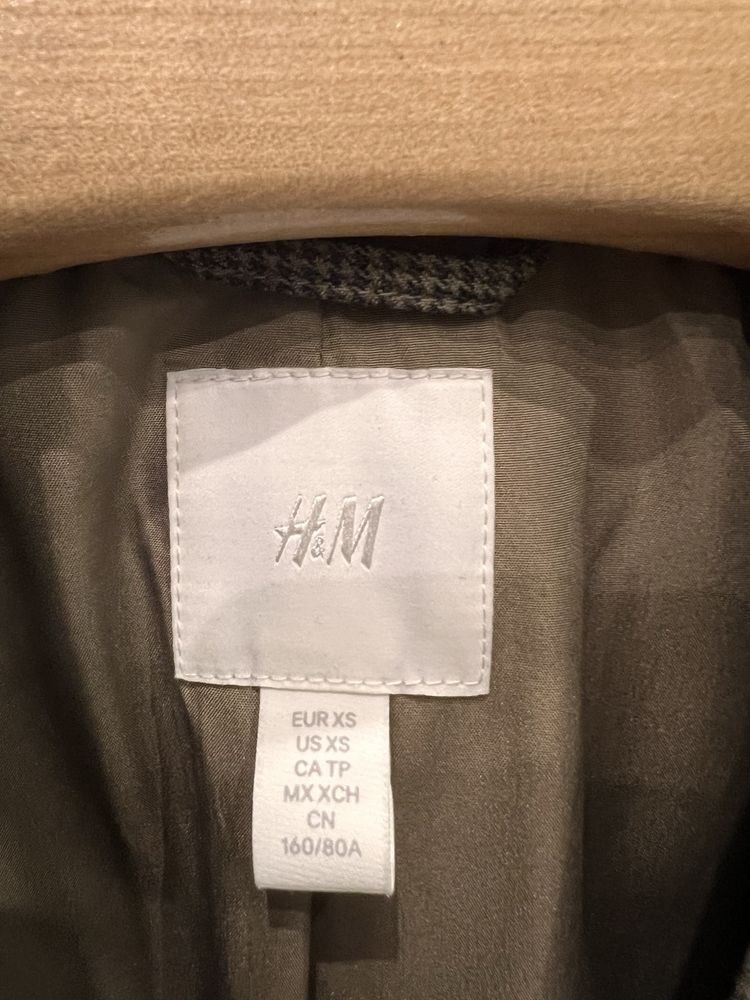 H&M
EUR XS
US XS
CA TP
MX XCH
CN
160/80A